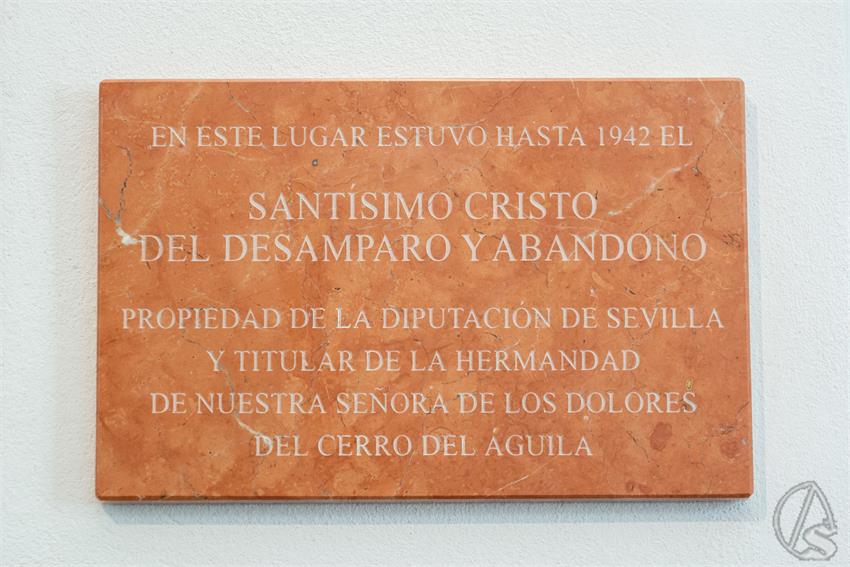 EN ESTE LUGAR ESTUVO HASTA 1942 EL
SANTÍSIMO CRISTO
DEL DESAMPARO Y ABANDONO
PROPIEDAD DE LA DIPUTACIÓN DE SEVILLA
Y TITULAR DE LA HERMANDAD
DE NUESTRA SEÑORA DE LOS DOLORES
DEL CERRO DEL ÁGUILA